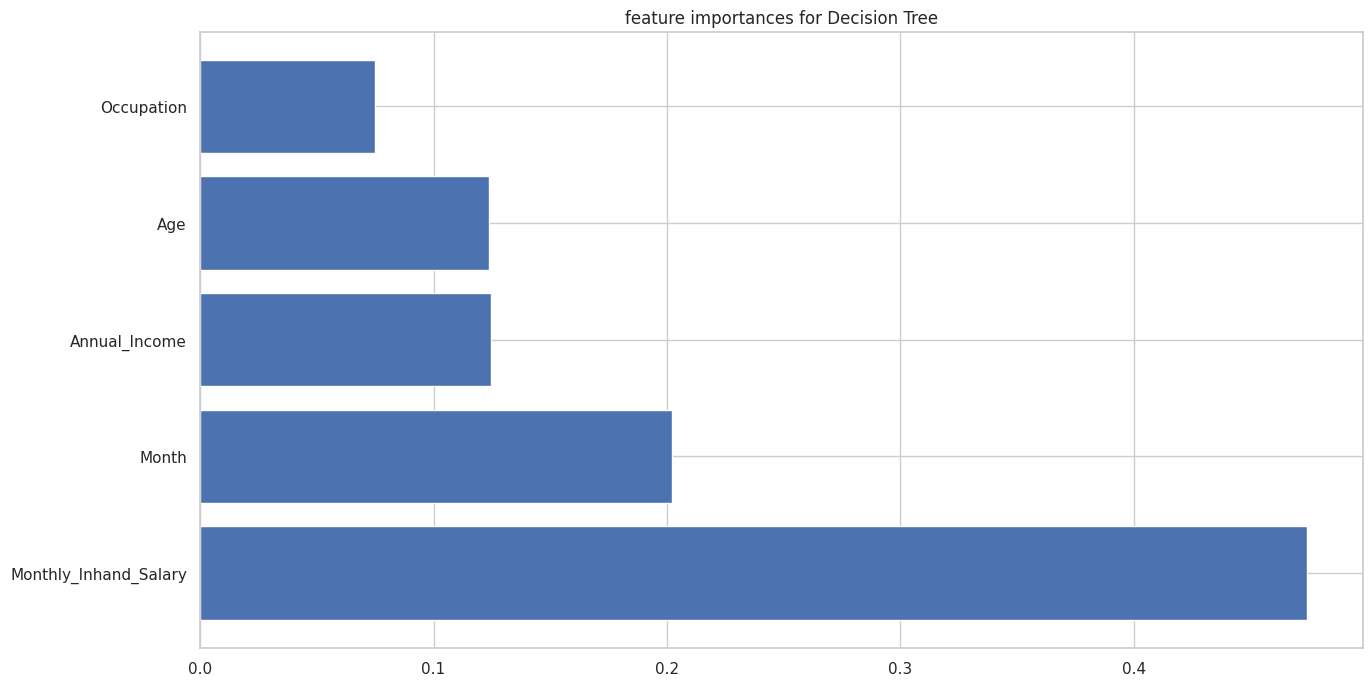 feature importances for Decision Tree
Occupation
Age
Annual_Income
Month
Monthly_Inhand_Salary
0.0 0.1 0.2 0.3 0.4